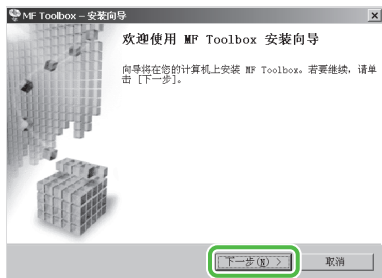 MF Toolbox – 安装向导
欢迎使用 MF Toolbox 安装向导
向导将在您的计算机上安装 MF Toolbox。若要继续，请单
击 [下一步]。
下一步(N) >
取消